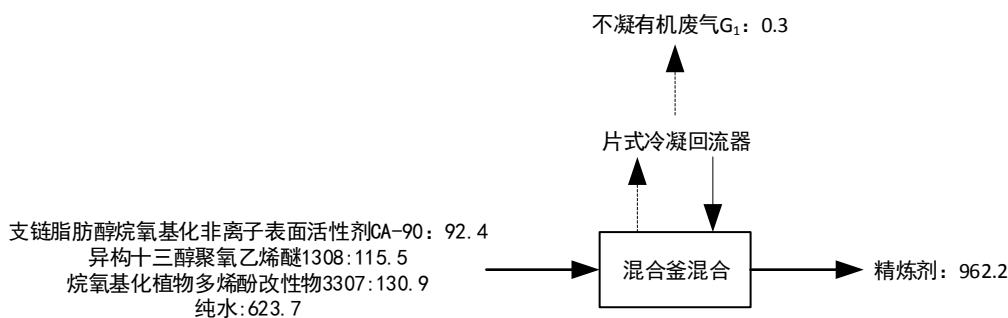 不凝有机废气G₁: 0.3
片式冷凝回流器
支链脂肪醇烷氧基化非离子表面活性剂CA-90: 92.4
异构十三醇聚氧乙烯醚1308:115.5
烷氧基化植物多烯酚改性物3307:130.9
纯水:623.7
混合釜混合
精炼剂: 962.2